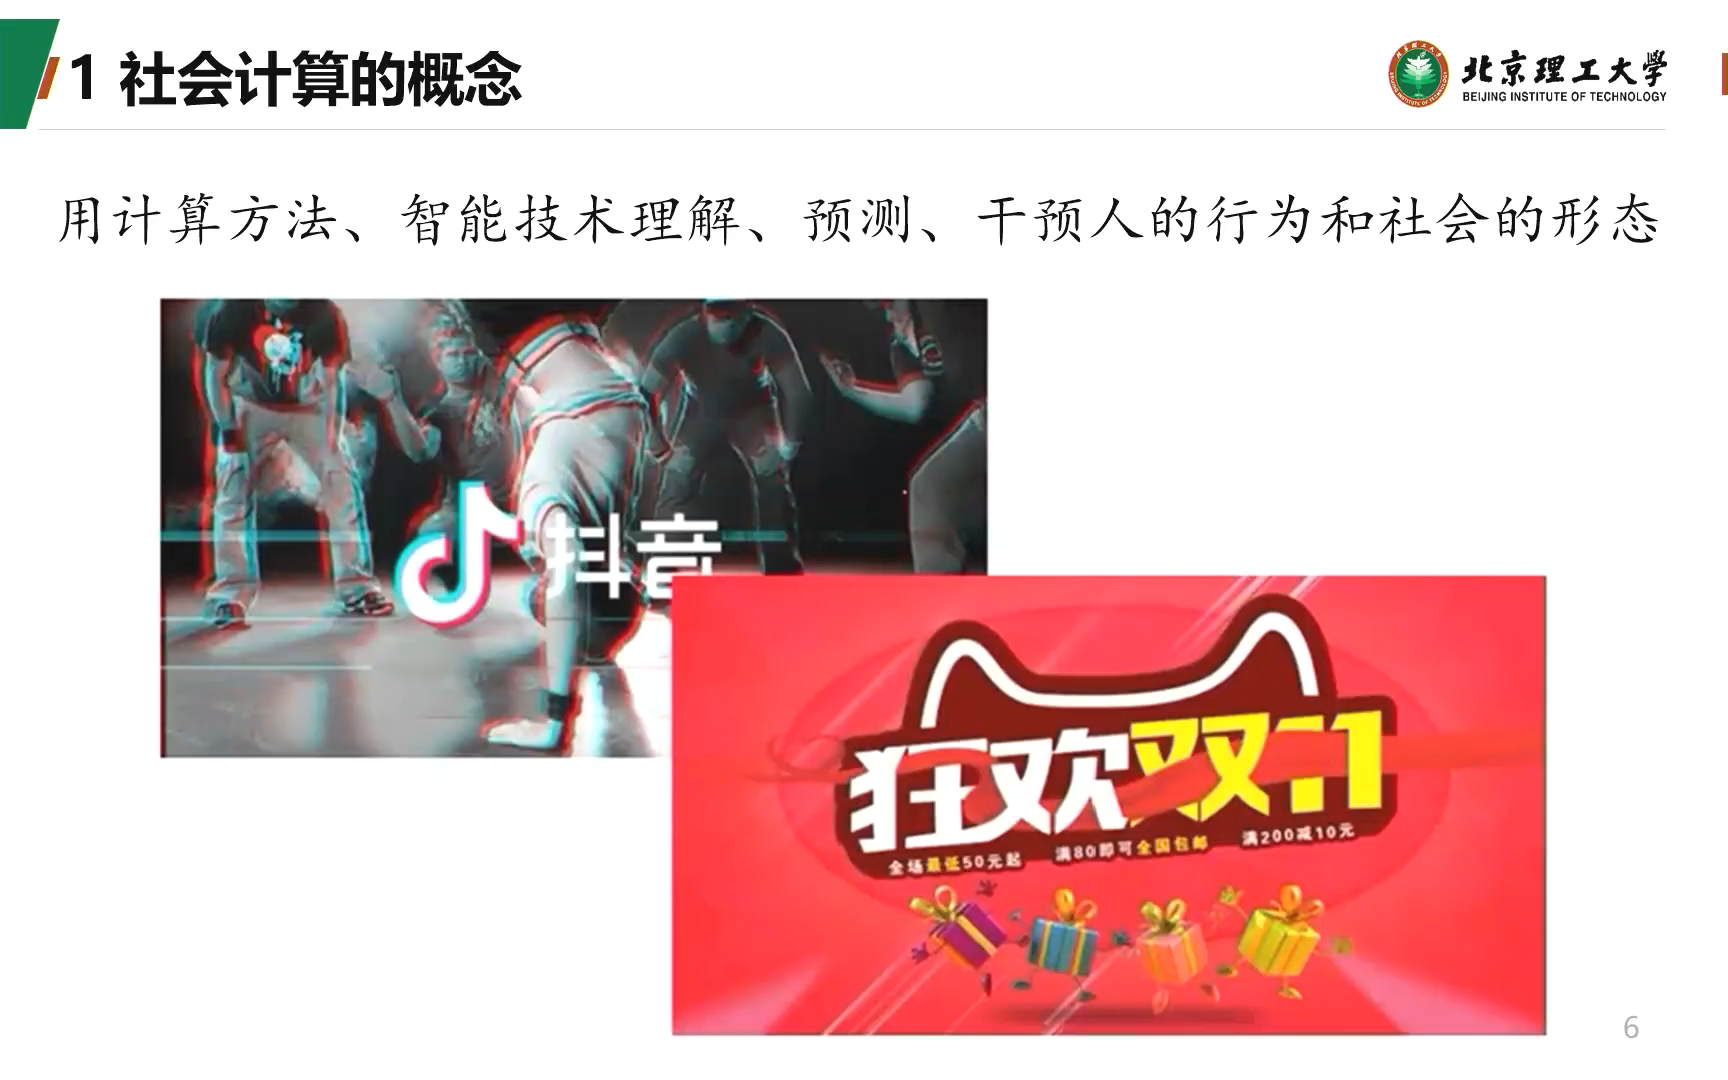 1 社会计算的概念
北京理工大学
BEIJING INSTITUTE OF TECHNOLOGY
用计算方法、智能技术理解、预测、干预人的行为和社会的形态
抖音
狂欢双11
全场最低50元起 满80即可全国包邮 满200减10元
6